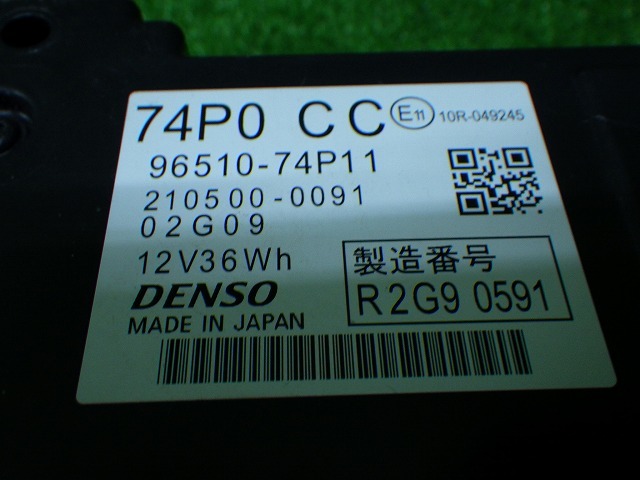 74P0 CC E11 10R-049245
96510-74P11
210500-0091
02G09
12V36Wh
DENSO
MADE IN JAPAN
製造番号
R2G9 0591